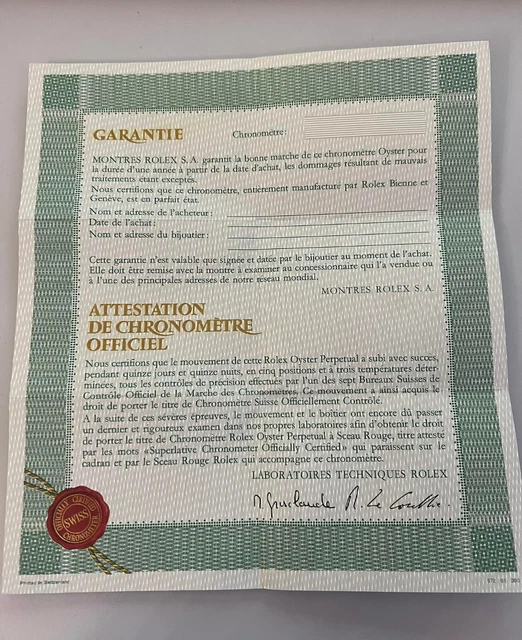 GARANTIE
Chronomètre:
MONTRES ROLEX S. A. garantit la bonne marche de ce chronomètre Oyster pour
la durée d'une année à partir de la date d'achat, les dommages résultant de mauvais
traitements étant exceptés.
Nous certifions que ce chronomètre, entièrement manufacturé par Rolex Bienne et
Genève, est en parfait état.
Nom et adresse de l'acheteur:
Date de l'achat:
Nom et adresse du bijoutier:
Cette garantie n'est valable que signée et datée par le bijoutier au moment de l'achat.
Elle doit être remise avec la montre à examiner au concessionnaire qui l'a vendue ou
à l'une des principales adresses de notre réseau mondial.
MONTRES ROLEX S. A.
ATTESTATION
DE CHRONOMÈTRE
OFFICIEL
Nous certifions que le mouvement de cette Rolex Oyster Perpetual a subi avec succès,
pendant quinze jours et quinze nuits, en cinq positions et à trois températures déter-
minées, tous les contrôles de précision effectués par l'un des sept Bureaux Suisses de
Contrôle Officiel de la Marche des Chronomètres. Ce mouvement a ainsi acquis le
droit de porter le titre de Chronomètre Suisse Officiellement Contrôlé.
A la suite de ces sévères épreuves, le mouvement et le boîtier ont encore dû passer
un dernier et rigoureux examen dans nos propres laboratoires afin d'obtenir le droit
de porter le titre de Chronomètre Rolex Oyster Perpetual à Sceau Rouge, titre attesté
par les mots «Superlative Chronometer Officially Certified» qui paraissent sur le
cadran et par le Sceau Rouge Rolex qui accompagne ce chronomètre.
LABORATOIRES TECHNIQUES ROLEX
OFFICIALLY CERTIFIED
SWISS
CHRONOMETER
Printed in Switzerland